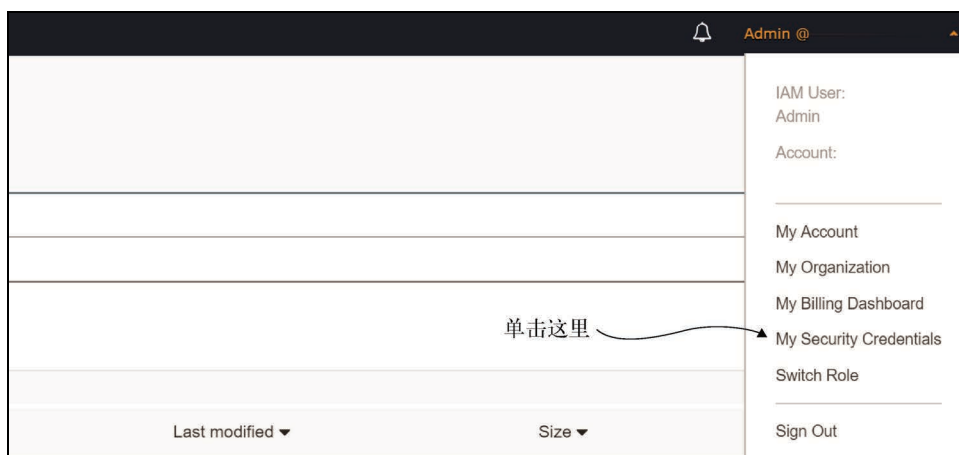 Admin @
IAM User:
Admin
Account:
My Account
My Organization
My Billing Dashboard
单击这里
My Security Credentials
Switch Role
Last modified
Size
Sign Out